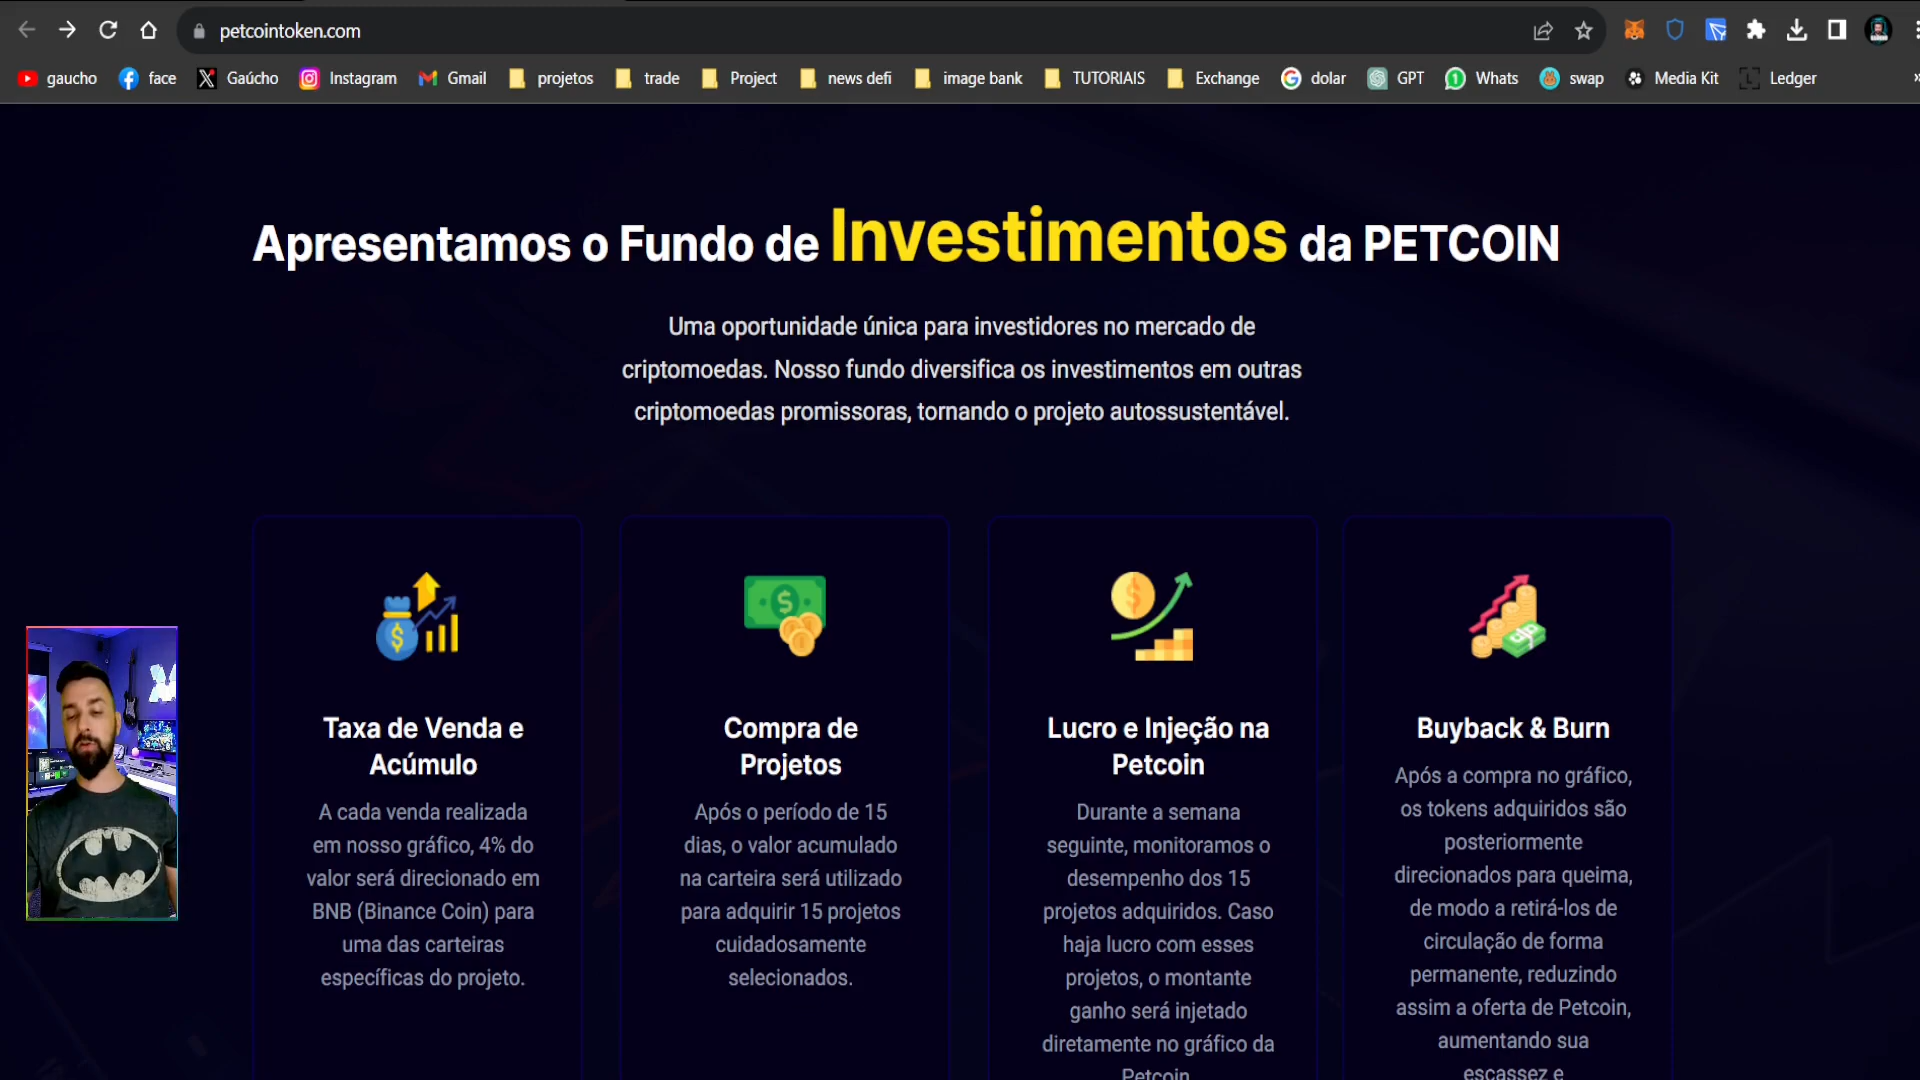 petcointoken.com
gaucho face Gaúcho Instagram Gmail projetos trade Project news defi image bank TUTORIAIS Exchange dolar GPT Whats swap Media Kit Ledger »
Apresentamos o Fundo de Investimentos da PETCOIN
Uma oportunidade única para investidores no mercado de
criptomoedas. Nosso fundo diversifica os investimentos em outras
criptomoedas promissoras, tornando o projeto autossustentável.
Taxa de Venda e
Acúmulo
A cada venda realizada
em nosso gráfico, 4% do
valor será direcionado em
BNB (Binance Coin) para
uma das carteiras
específicas do projeto.
Compra de
Projetos
Após o período de 15
dias, o valor acumulado
na carteira será utilizado
para adquirir 15 projetos
cuidadosamente
selecionados.
Lucro e Injeção na
Petcoin
Durante a semana
seguinte, monitoramos o
desempenho dos 15
projetos adquiridos. Caso
haja lucro com esses
projetos, o montante
ganho será injetado
diretamente no gráfico da
Petcoin
Buyback & Burn
Após a compra no gráfico,
os tokens adquiridos são
posteriormente
direcionados para queima,
de modo a retirá-los de
circulação de forma
permanente, reduzindo
assim a oferta de Petcoin,
aumentando sua
escassez e